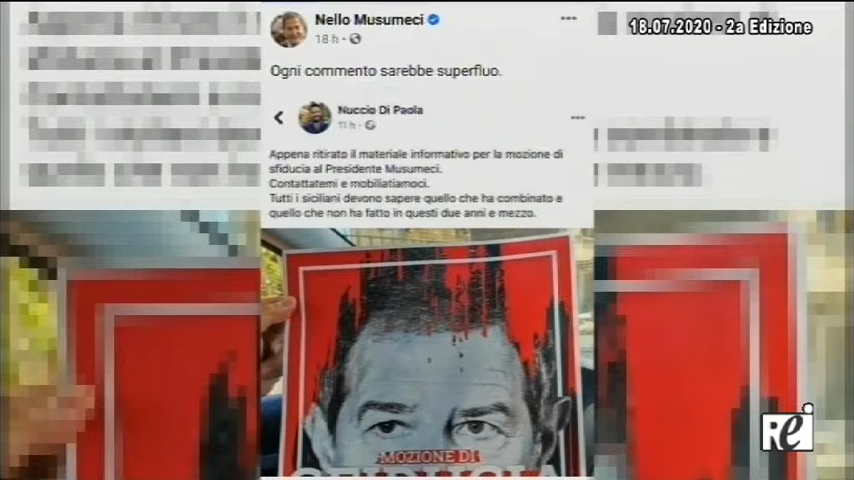 18.07.2020 - 2a Edizione
Nello Musumeci
18 h
Ogni commento sarebbe superfluo.
Nuccio Di Paola
11 h
Appena ritirato il materiale informativo per la mozione di
sfiducia al Presidente Musumeci.
Contattatemi e mobilitiamoci.
Tutti i siciliani devono sapere quello che ha combinato e
quello che non ha fatto in questi due anni e mezzo.
MOZIONE DI
SFIDUCIA
Rei